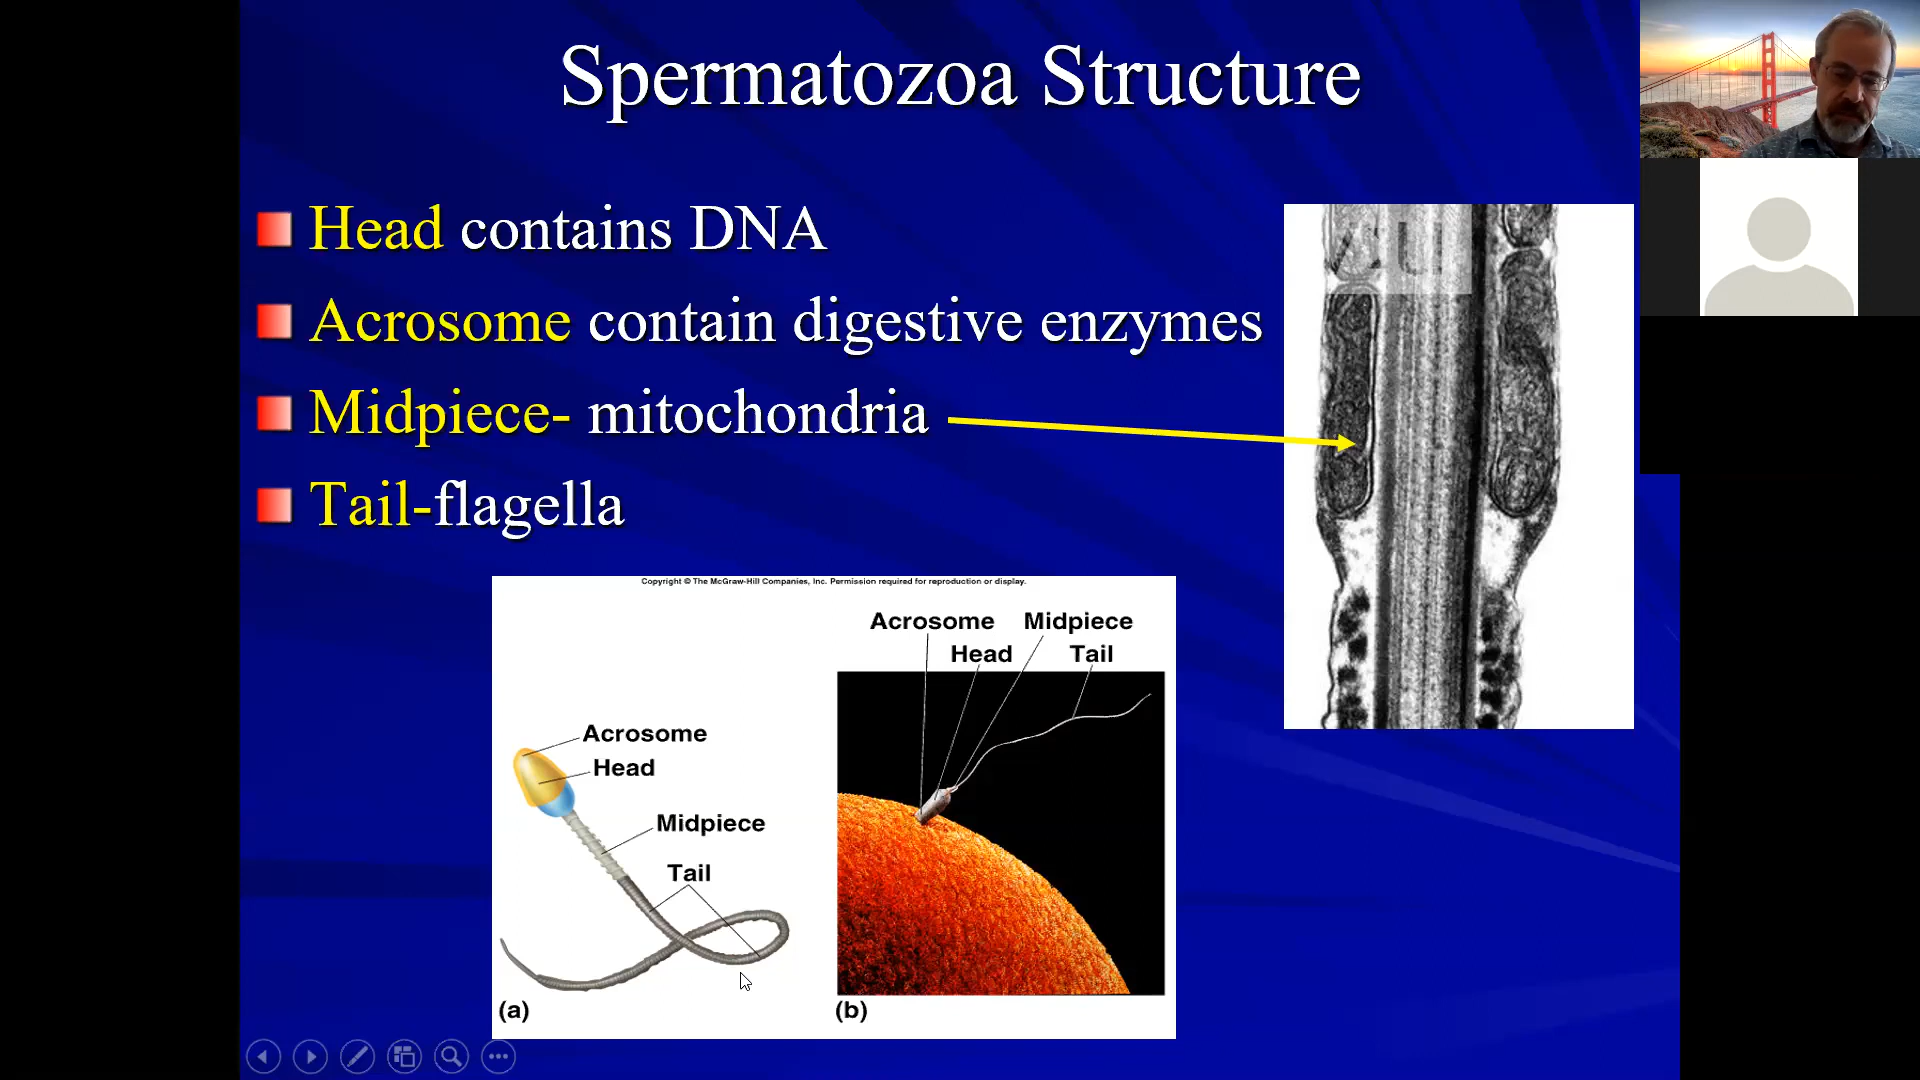 Spermatozoa Structure
Head contains DNA
Acrosome contain digestive enzymes
Midpiece- mitochondria
Tail-flagella
Copyright © The McGraw-Hill Companies, Inc. Permission required for reproduction or display.
Acrosome Midpiece
Head Tail
Acrosome
Head
Midpiece
Tail
(a)
(b)